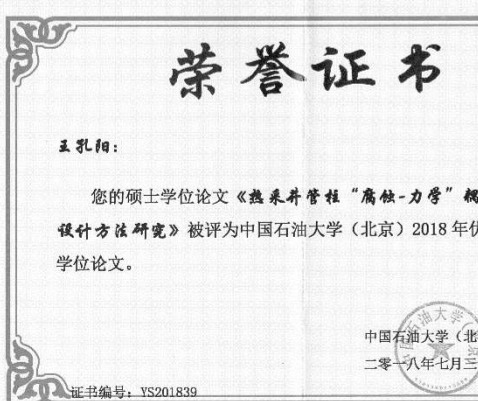 荣誉证书
王孔阳：
您的硕士学位论文《热采井管柱“腐蚀-力学”耦
设计方法研究》被评为中国石油大学（北京）2018年优
学位论文。
中国石油大学（北
二零一八年七月三
证书编号：YS201839